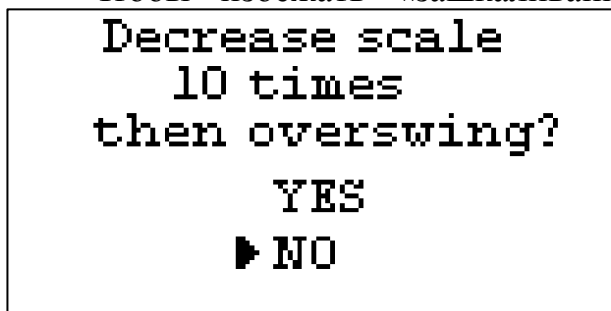 Decrease scale
10 times
then overswing?
YES
▶ NO